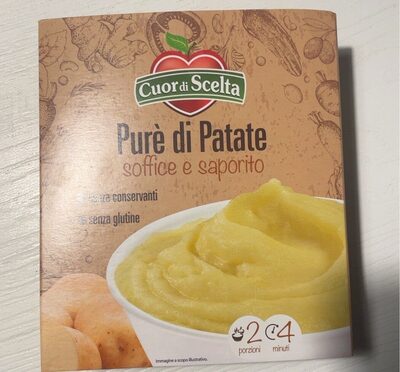 Cuor di Scelta
Purè di Patate
soffice e saporito
senza conservanti
senza glutine
2 4
porzioni minuti
Immagine a scopo illustrativo.